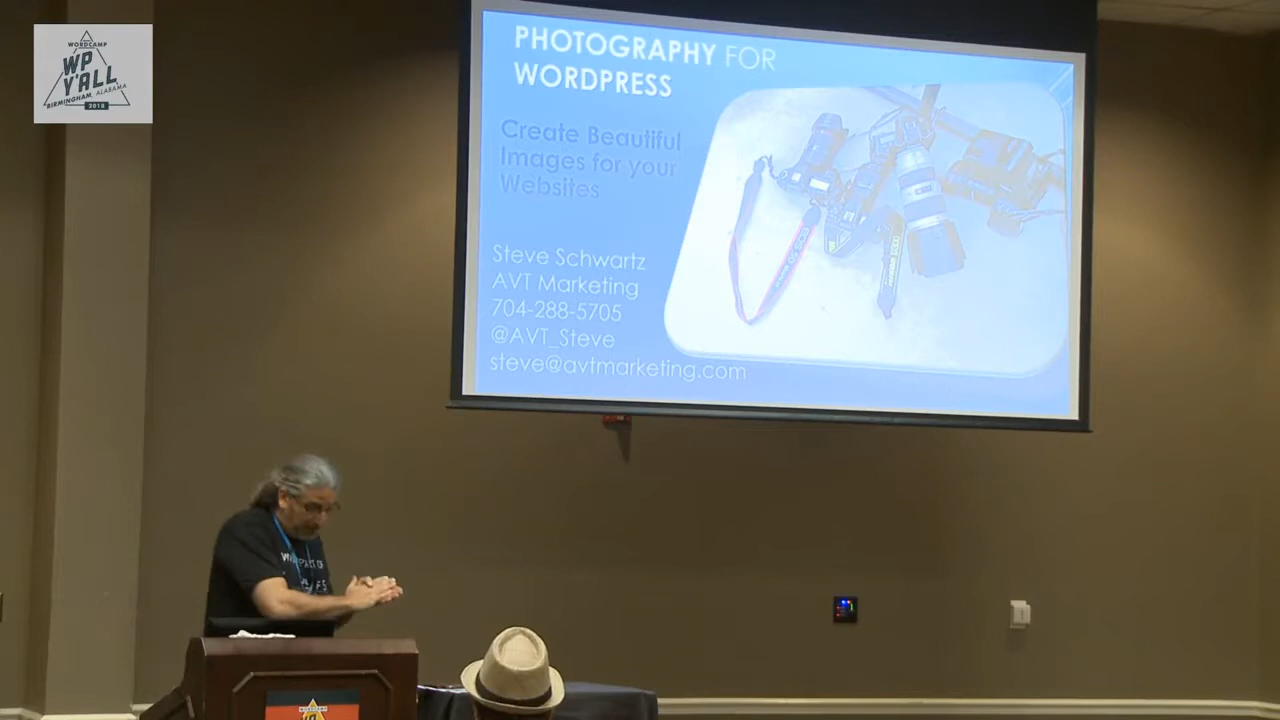 WORDCAMP
WP
Y'ALL
BIRMINGHAM, ALABAMA
2018
PHOTOGRAPHY FOR
WORDPRESS
Create Beautiful
Images for your
Websites
Steve Schwartz
AVT Marketing
704-288-5705
@AVT_Steve
steve@avtmarketing.com
WORDCAMP